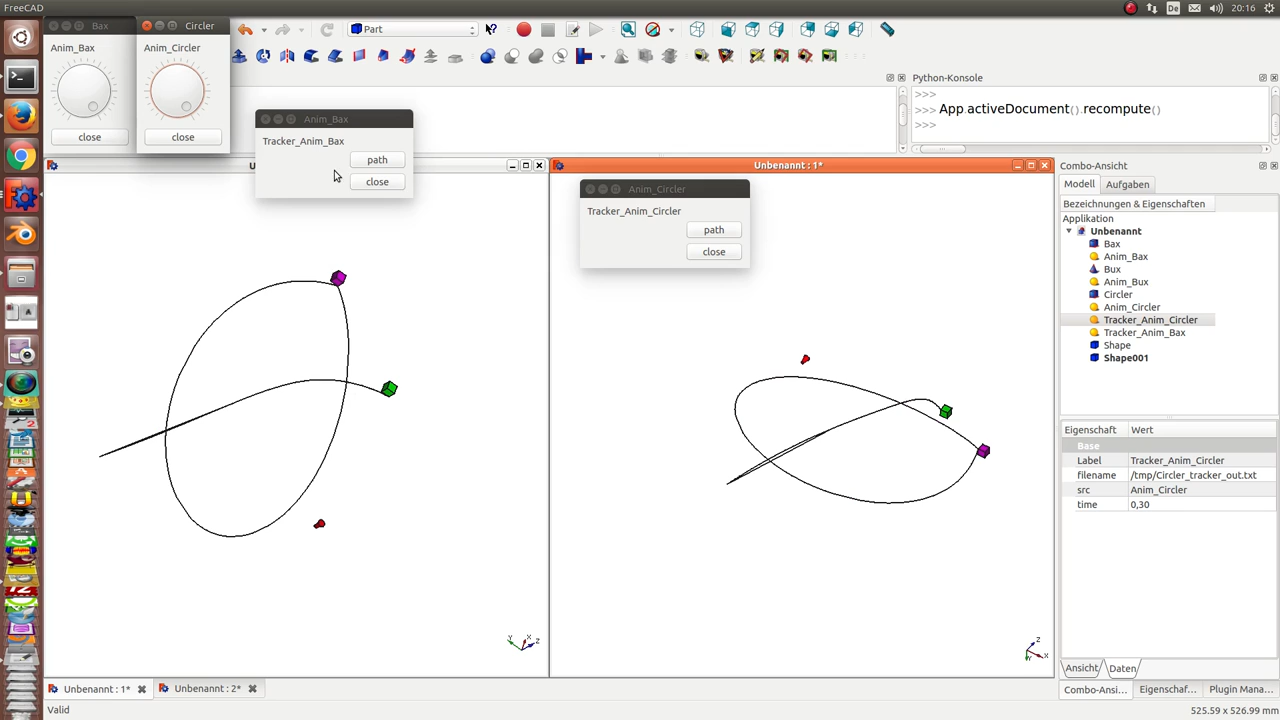 FreeCAD
De
20:16
Bax
Circler
Anim_Bax
Anim_Circler
close
close
Part
Python-Konsole
>>>
>>> App.activeDocument().recompute()
>>>
Anim_Bax
Tracker_Anim_Bax
path
close
U
Unbenannt : 1*
Anim_Circler
Tracker_Anim_Circler
path
close
Combo-Ansicht
Modell
Aufgaben
Bezeichnungen & Eigenschaften
Applikation
Unbenannt
Bax
Anim_Bax
Bux
Anim_Bux
Circler
Anim_Circler
Tracker_Anim_Circler
Tracker_Anim_Bax
Shape
Shape001
Eigenschaft Wert
Base
Label Tracker_Anim_Circler
filename /tmp/Circler_tracker_out.txt
src Anim_Circler
time 0,30
Y X Z
Z X Y
Ansicht
Daten
Unbenannt : 1*
Unbenannt : 2*
Combo-Ansi...
Eigenschaf...
Plugin Mana...
Valid
525.59 x 526.99 mm